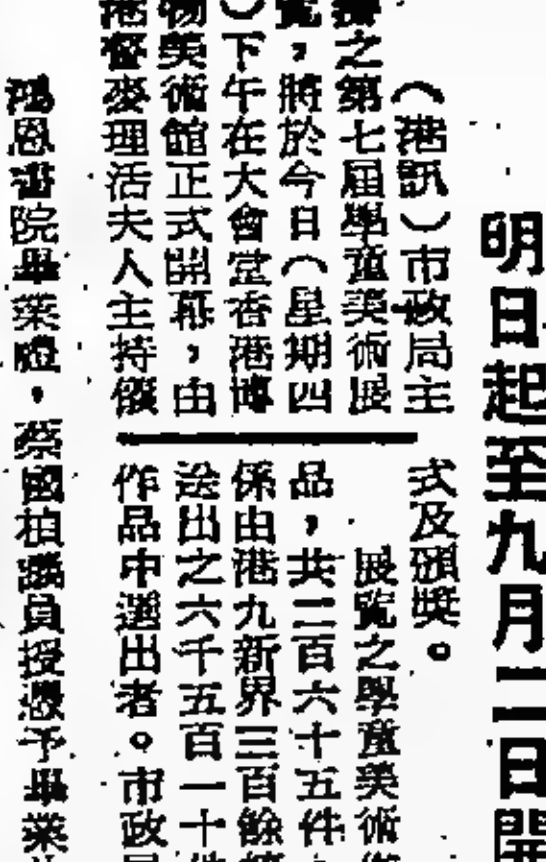 明日起至九月二日開
（港訊）市政局主
之第七屆學童美術展
覽，將於今日（星期四
）下午在大會堂香港博
物美術館正式開幕，由
港督麥理浩夫人主持儀
式及頒獎。
展覽之學童美術
品，共二百六十五件，
係由港九新界三百餘
送出之六千五百一十件
作品中選出者。市政局
鴻恩書院畢業禮，蔡國柏議員授憑予畢業